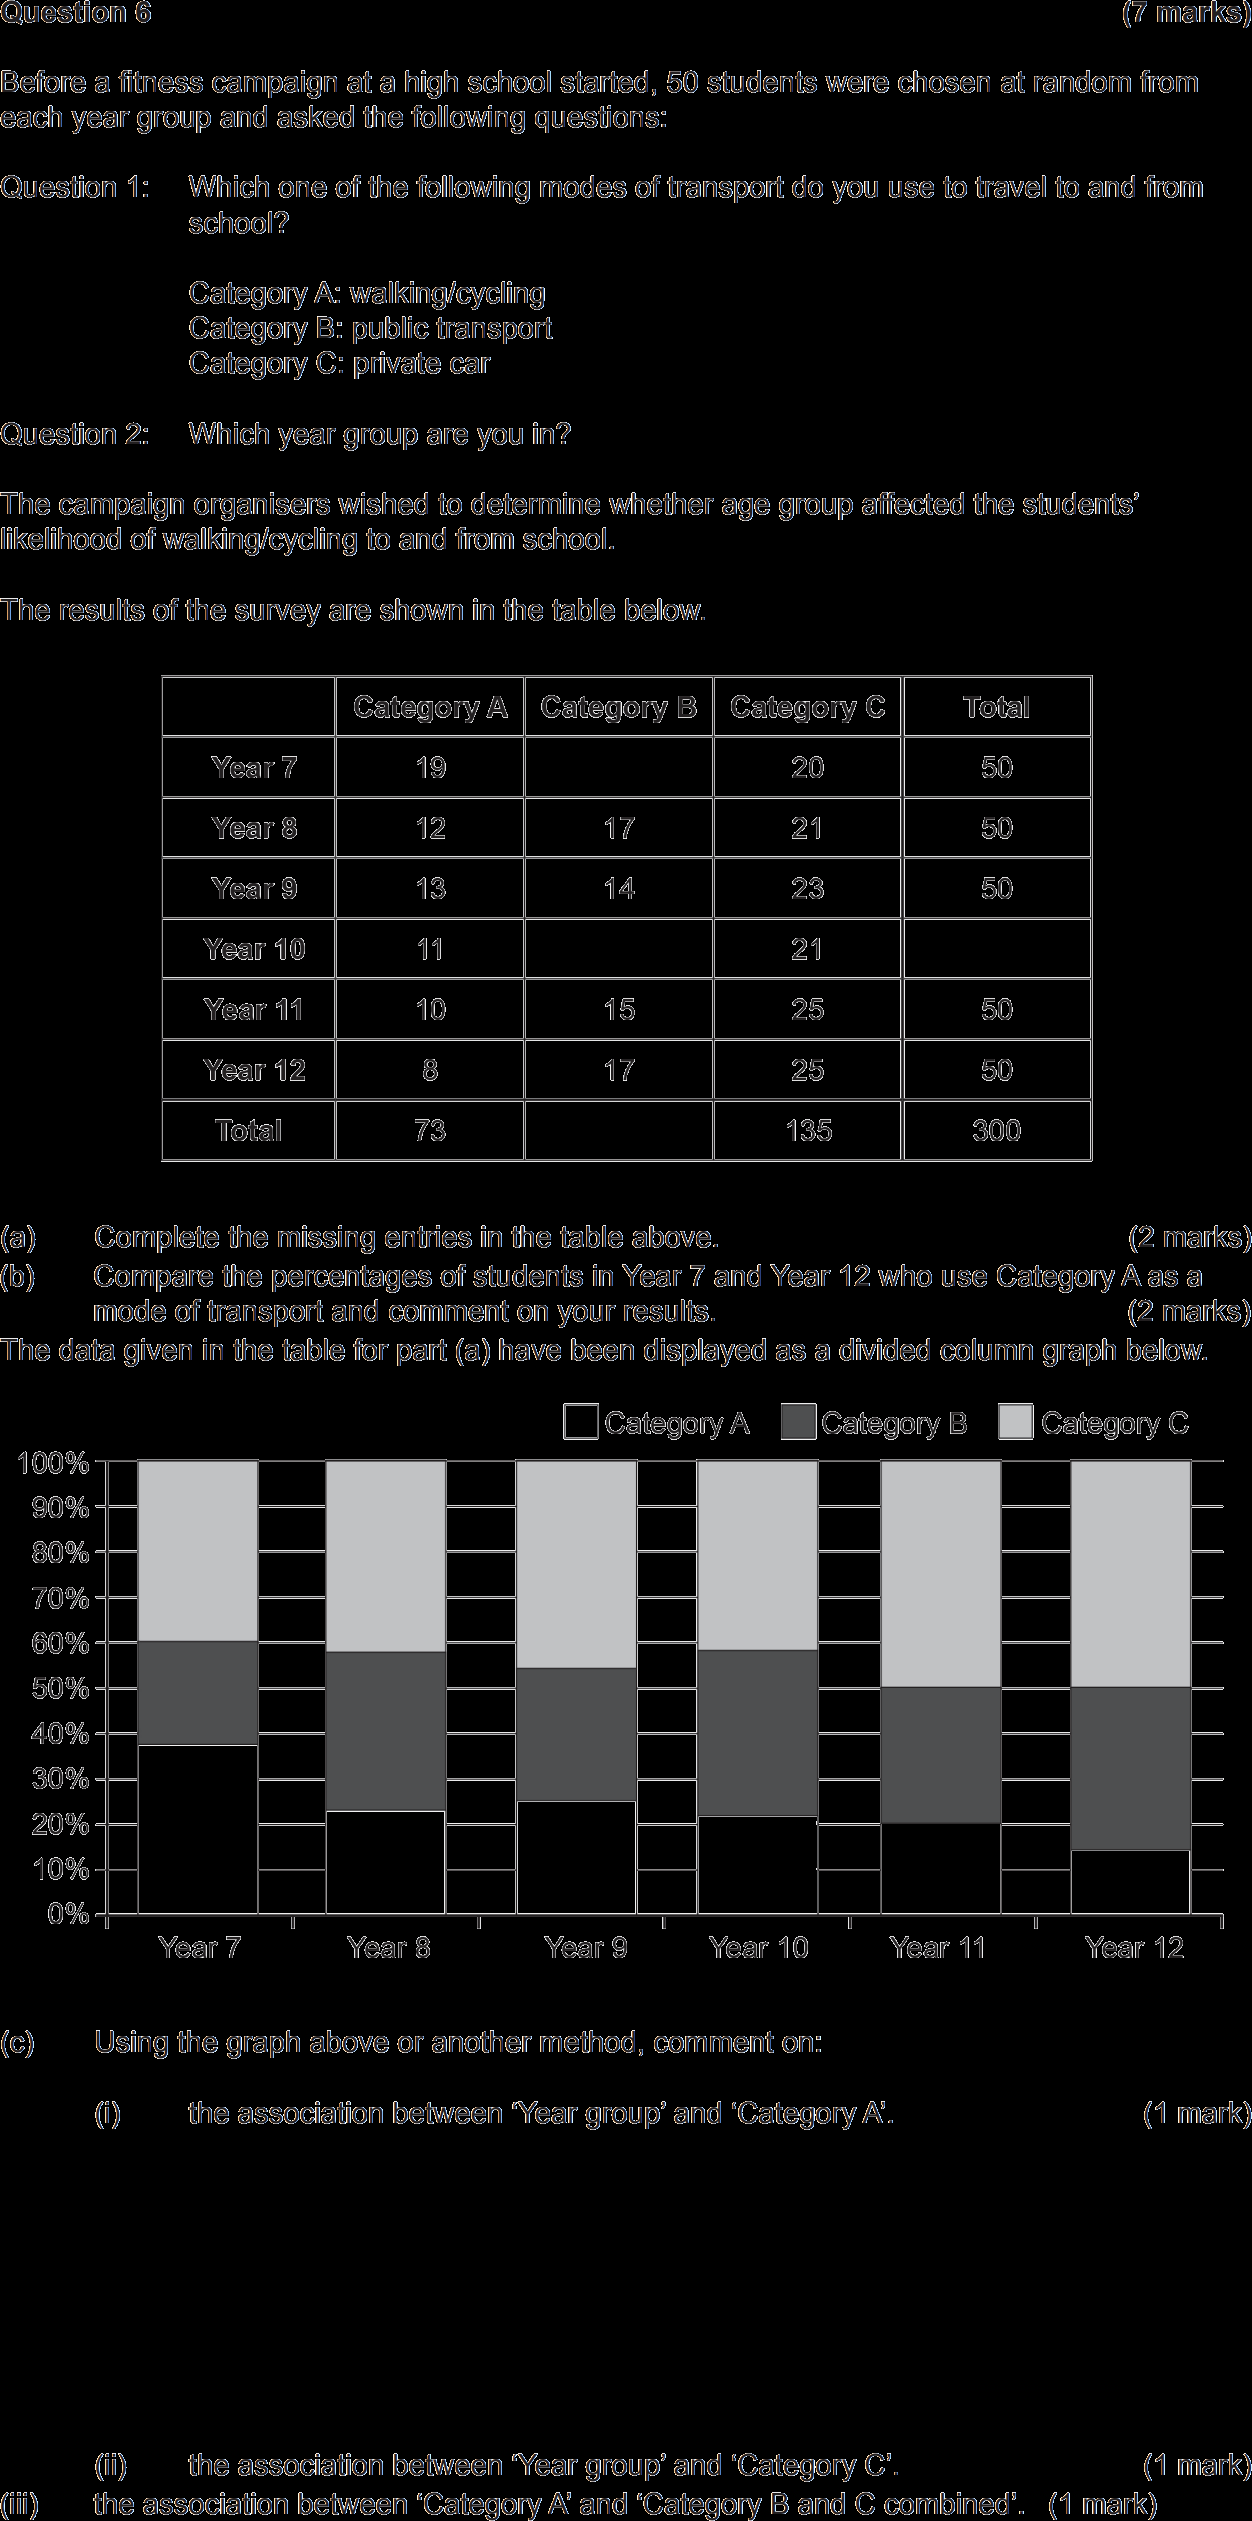 Question 6 (7 marks)
Before a fitness campaign at a high school started, 50 students were chosen at random from
each year group and asked the following questions:
Question 1: Which one of the following modes of transport do you use to travel to and from
school?
Category A: walking/cycling
Category B: public transport
Category C: private car
Question 2: Which year group are you in?
The campaign organisers wished to determine whether age group affected the students’
likelihood of walking/cycling to and from school.
The results of the survey are shown in the table below.
Category A Category B Category C Total
Year 7 19 20 50
Year 8 12 17 21 50
Year 9 13 14 23 50
Year 10 11 21
Year 11 10 15 25 50
Year 12 8 17 25 50
Total 73 135 300
(a) Complete the missing entries in the table above. (2 marks)
(b) Compare the percentages of students in Year 7 and Year 12 who use Category A as a
mode of transport and comment on your results. (2 marks)
The data given in the table for part (a) have been displayed as a divided column graph below.
Category A Category B Category C
100%
90%
80%
70%
60%
50%
40%
30%
20%
10%
0%
Year 7 Year 8 Year 9 Year 10 Year 11 Year 12
(c) Using the graph above or another method, comment on:
(i) the association between ‘Year group’ and ‘Category A’. (1 mark)
(ii) the association between ‘Year group’ and ‘Category C’. (1 mark)
(iii) the association between ‘Category A’ and ‘Category B and C combined’. (1 mark)